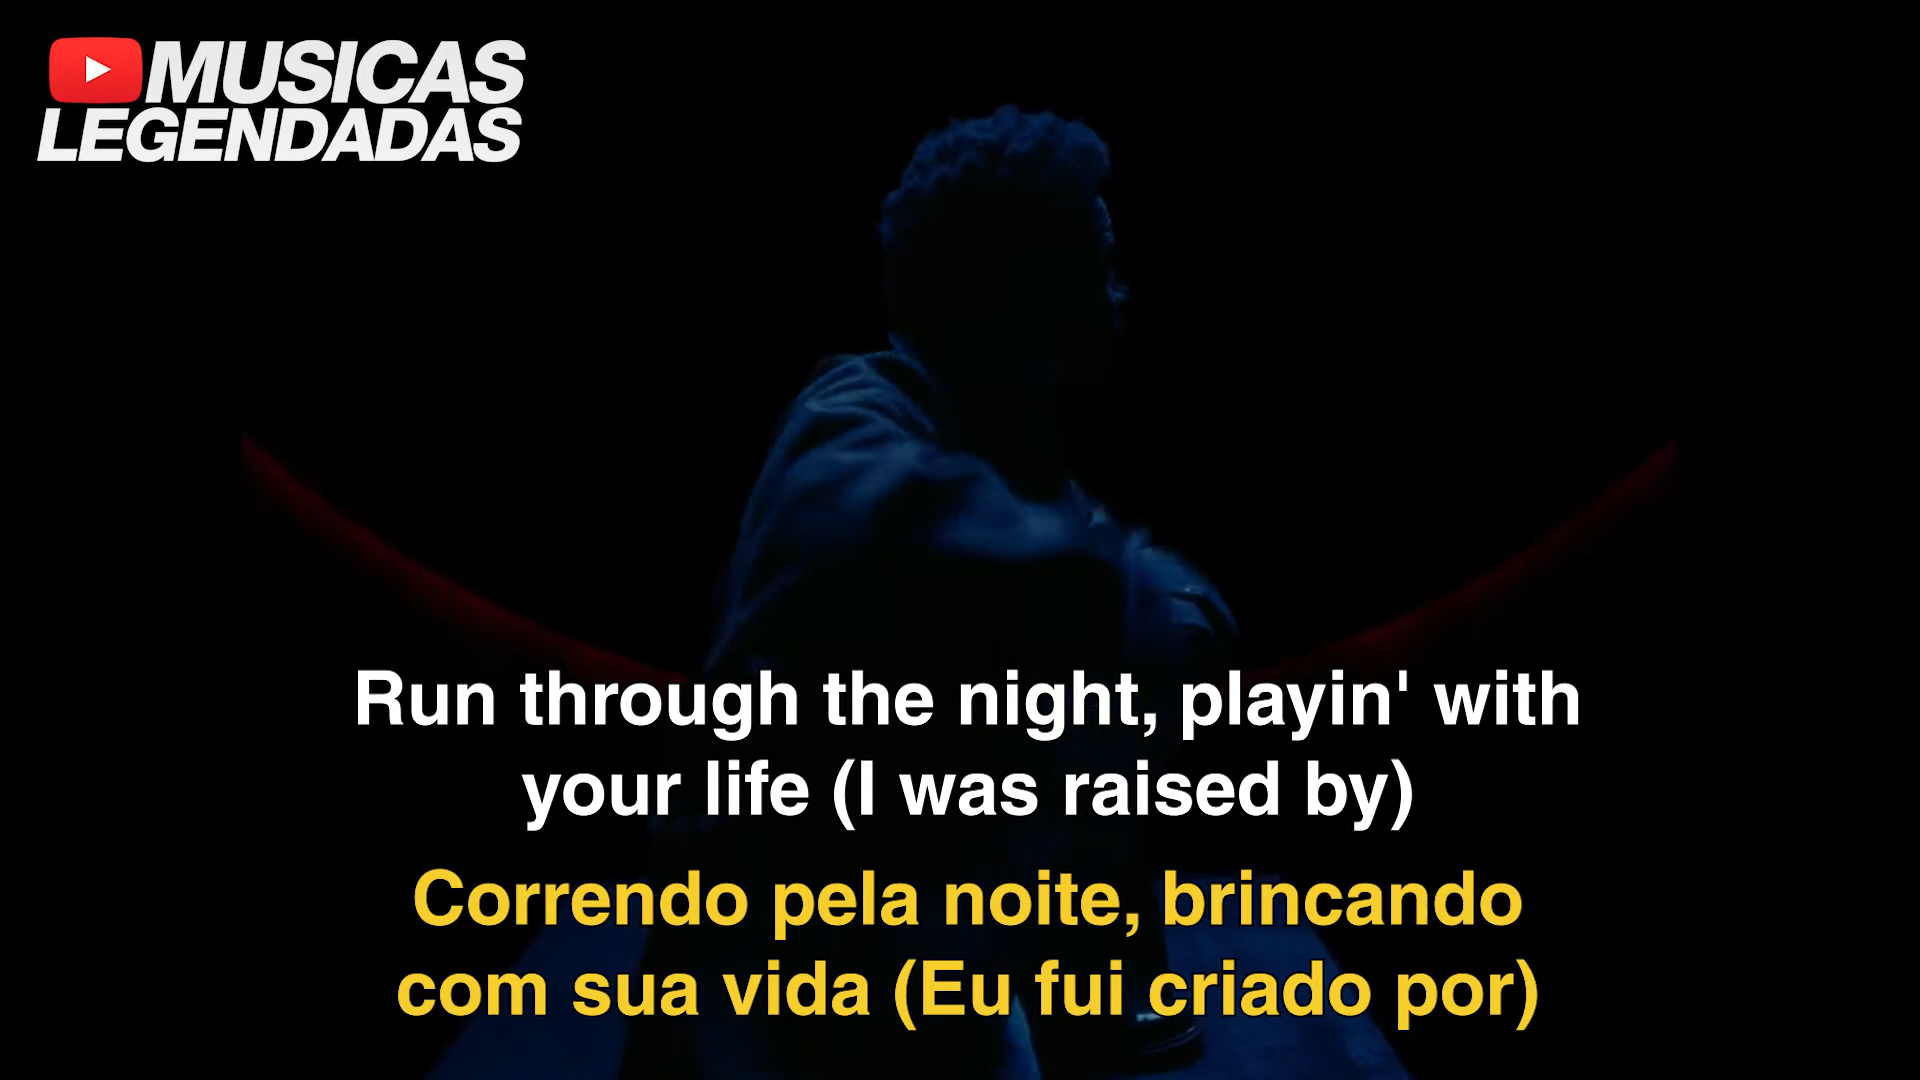 MUSICAS
LEGENDADAS
Run through the night, playin' with
your life (I was raised by)
Correndo pela noite, brincando
com sua vida (Eu fui criado por)